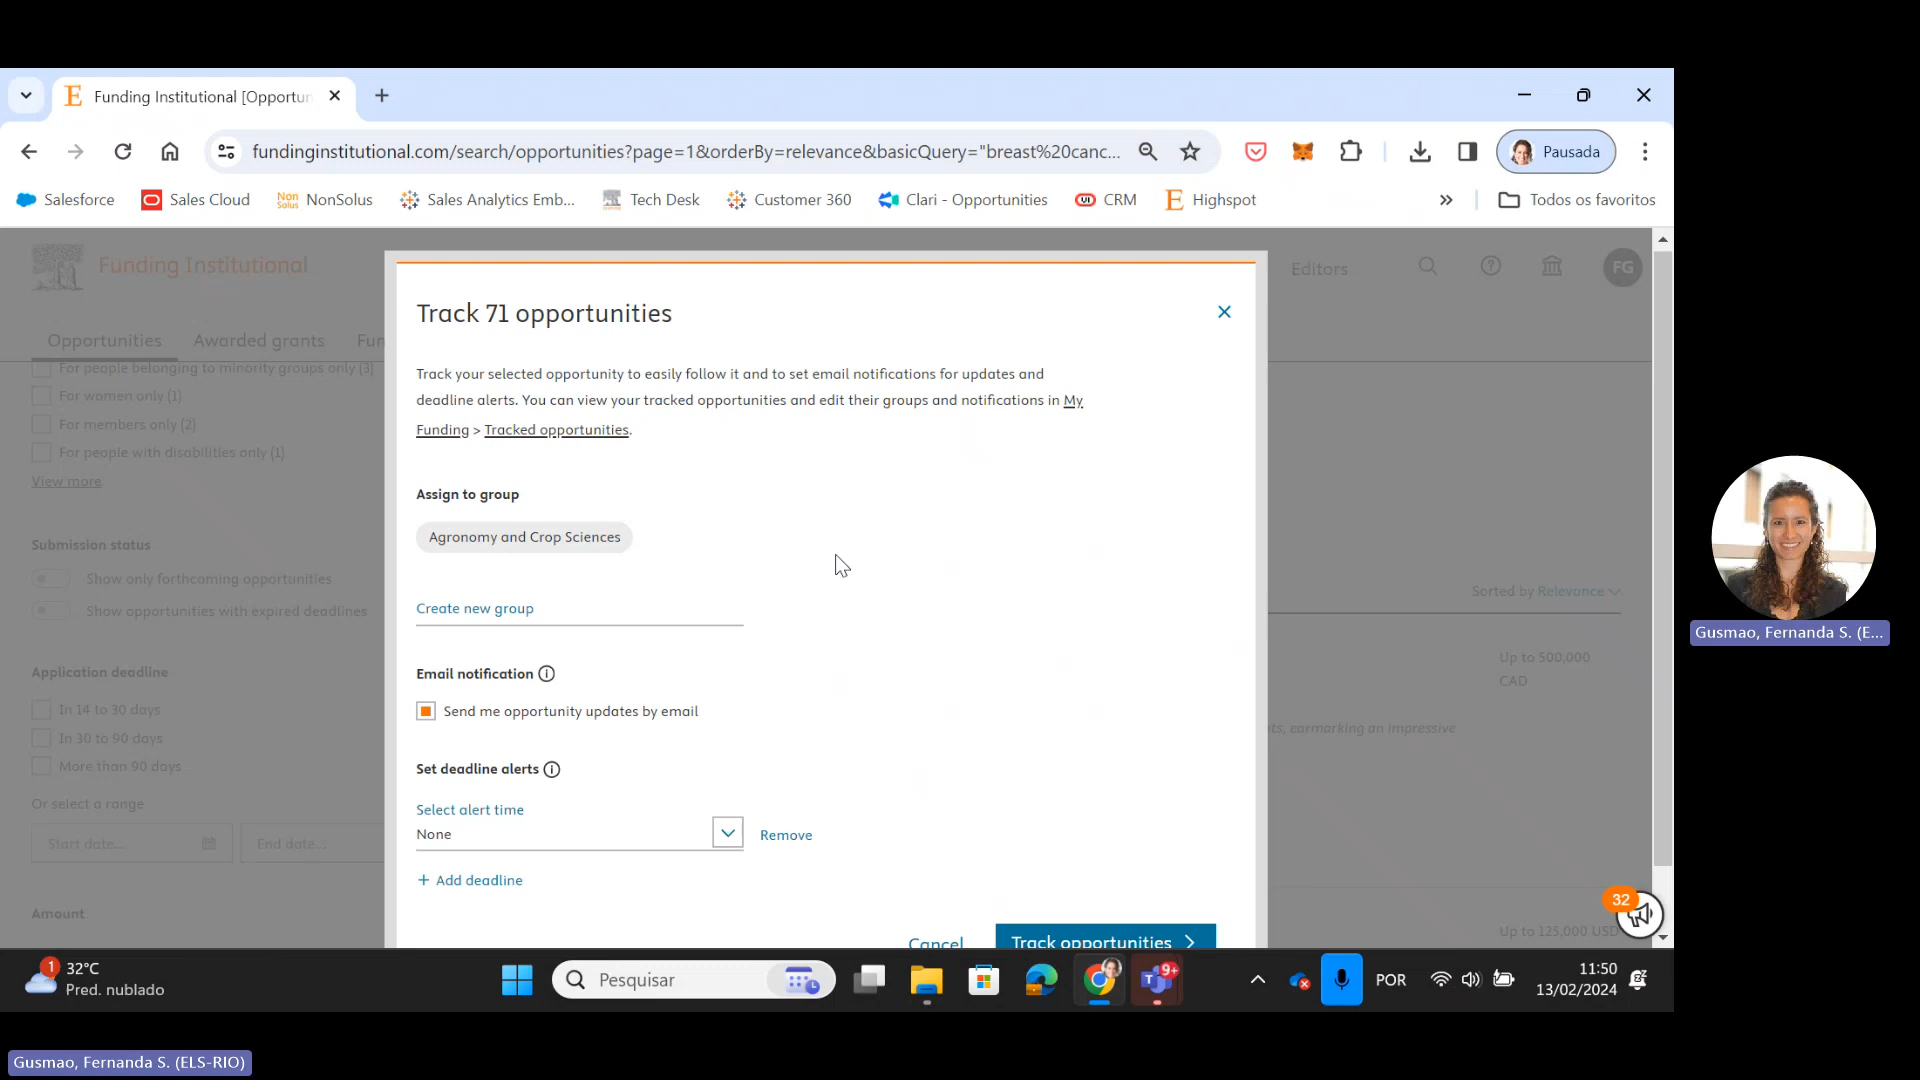 Funding Institutional [Opportun
fundinginstitutional.com/search/opportunities?page=1&orderBy=relevance&basicQuery="breast%20canc...
Pausada
Salesforce
Sales Cloud
Non Solus
NonSolus
Sales Analytics Emb...
Tech Desk
Customer 360
Clari - Opportunities
CRM
Highspot
»
Todos os favoritos
Funding Institutional
Editors
FG
Opportunities
Awarded grants
Fun
For people belonging to minority groups only (3)
For women only (1)
For members only (2)
For people with disabilities only (1)
View more
Submission status
Show only forthcoming opportunities
Show opportunities with expired deadlines
Application deadline
In 14 to 30 days
In 30 to 90 days
More than 90 days
Or select a range
Start date...
End date...
Amount
Track 71 opportunities
Track your selected opportunity to easily follow it and to set email notifications for updates and
deadline alerts. You can view your tracked opportunities and edit their groups and notifications in My
Funding > Tracked opportunities.
Assign to group
Agronomy and Crop Sciences
Create new group
Email notification
Send me opportunity updates by email
Set deadline alerts
Select alert time
None
Remove
+ Add deadline
Cancel
Track opportunities
Sorted by Relevance
Up to 500,000
CAD
ts, earmarking an impressive
32
Up to 125,000 USD
Gusmao, Fernanda S. (E...
1
32°C
Pred. nublado
Pesquisar
9+
POR
11:50
13/02/2024
Gusmao, Fernanda S. (ELS-RIO)